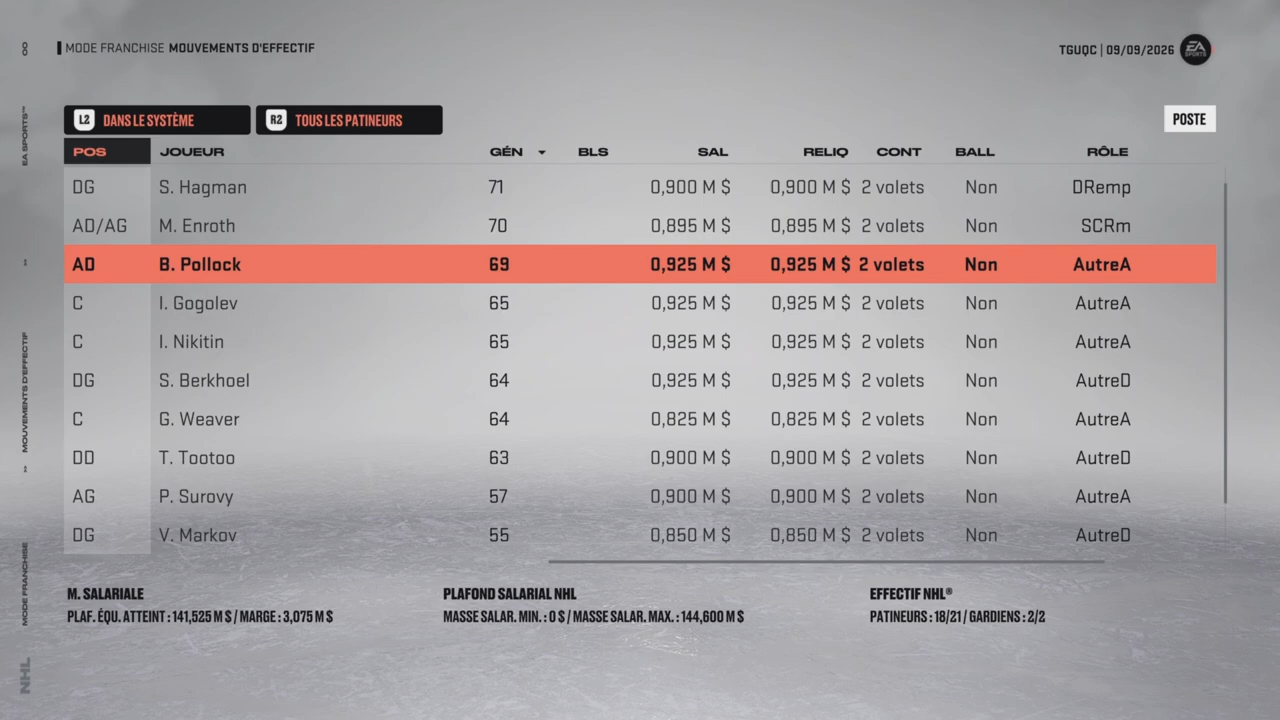 MODE FRANCHISE MOUVEMENTS D'EFFECTIF
TGUQC | 09/09/2026
EA SPORTS
L2 DANS LE SYSTÈME
R2 TOUS LES PATINEURS
POSTE
POS JOUEUR GÉN BLS SAL RELIQ CONT BALL RÔLE
DG S. Hagman 71 0,900 M $ 0,900 M $ 2 volets Non DRemp
AD/AG M. Enroth 70 0,895 M $ 0,895 M $ 2 volets Non SCRm
AD B. Pollock 69 0,925 M $ 0,925 M $ 2 volets Non AutreA
C I. Gogolev 65 0,925 M $ 0,925 M $ 2 volets Non AutreA
C I. Nikitin 65 0,925 M $ 0,925 M $ 2 volets Non AutreA
DG S. Berkhoel 64 0,925 M $ 0,925 M $ 2 volets Non AutreD
C G. Weaver 64 0,825 M $ 0,825 M $ 2 volets Non AutreA
DD T. Tootoo 63 0,900 M $ 0,900 M $ 2 volets Non AutreD
AG P. Surovy 57 0,900 M $ 0,900 M $ 2 volets Non AutreA
DG V. Markov 55 0,850 M $ 0,850 M $ 2 volets Non AutreD
M. SALARIALE
PLAF. ÉQU. ATTEINT : 141,525 M $ / MARGE : 3,075 M $
PLAFOND SALARIAL NHL
MASSE SALAR. MIN. : 0 $ / MASSE SALAR. MAX. : 144,600 M $
EFFECTIF NHL®
PATINEURS : 18/21 / GARDIENS : 2/2
NHL MODE FRANCHISE >> MOUVEMENTS D'EFFECTIF >> EA SPORTS™